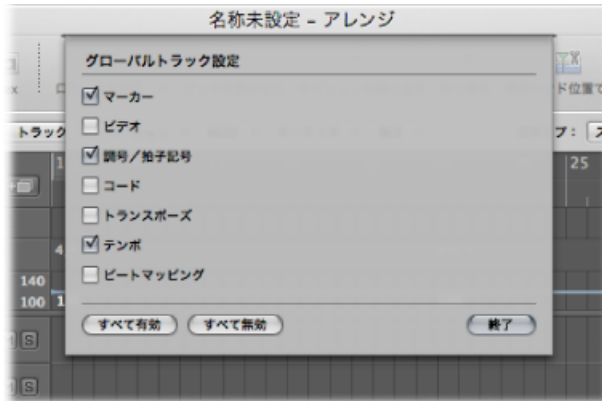 名称未設定 – アレンジ
グローバルトラック設定
マーカー
ビデオ
調号／拍子記号
コード
トランスポーズ
テンポ
ビートマッピング
すべて有効 すべて無効 終了
ド位置で
トラック
プ：
25
140
100
S
S